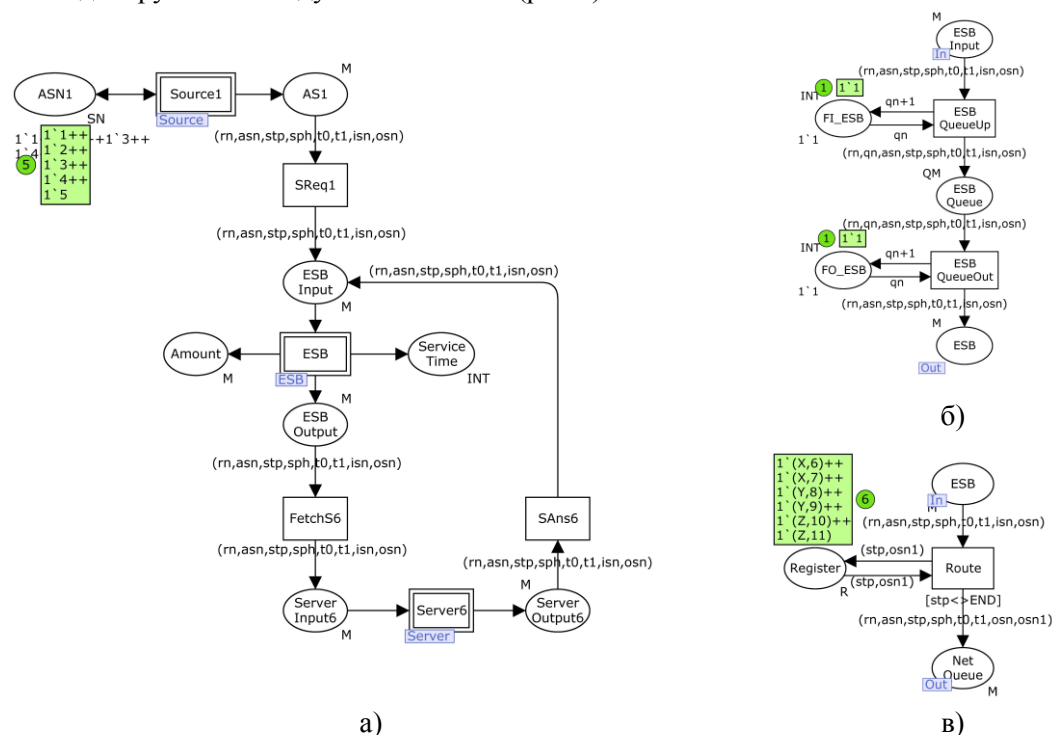 M
ASN1
Source1
AS1
Source
SN
1`1
-+1`3++
1`4
5
1`1++
1`2++
1`3++
1`4++
1`5
(rn,asn,stp,sph,t0,t1,isn,osn)
SReq1
(rn,asn,stp,sph,t0,t1,isn,osn)
(rn,asn,stp,sph,t0,t1,isn,osn)
ESB
Input
M
Amount
M
ESB
ESB
Service
Time
INT
M
ESB
Output
(rn,asn,stp,sph,t0,t1,isn,osn)
FetchS6
SAns6
(rn,asn,stp,sph,t0,t1,isn,osn)
(rn,asn,stp,sph,t0,t1,isn,osn)
Server
Input6
M
Server6
Server
M
Server
Output6
а)
M
ESB
Input
In
(rn,asn,stp,sph,t0,t1,isn,osn)
INT
1
1`1
FI_ESB
1`1
qn+1
qn
ESB
QueueUp
(rn,qn,asn,stp,sph,t0,t1,isn,osn)
QM
ESB
Queue
(rn,qn,asn,stp,sph,t0,t1,isn,osn)
INT
1
1`1
FO_ESB
1`1
qn+1
qn
ESB
QueueOut
(rn,asn,stp,sph,t0,t1,isn,osn)
M
ESB
Out
б)
1`(X,6)++
1`(X,7)++
1`(Y,8)++
1`(Y,9)++
1`(Z,10)++
1`(Z,11)
6
ESB
In
M
(rn,asn,stp,sph,t0,t1,isn,osn)
(stp,osn1)
Register
R
(stp,osn1)
Route
[stp<>END]
(rn,asn,stp,sph,t0,t1,osn,osn1)
Net
Queue
Out
M
в)